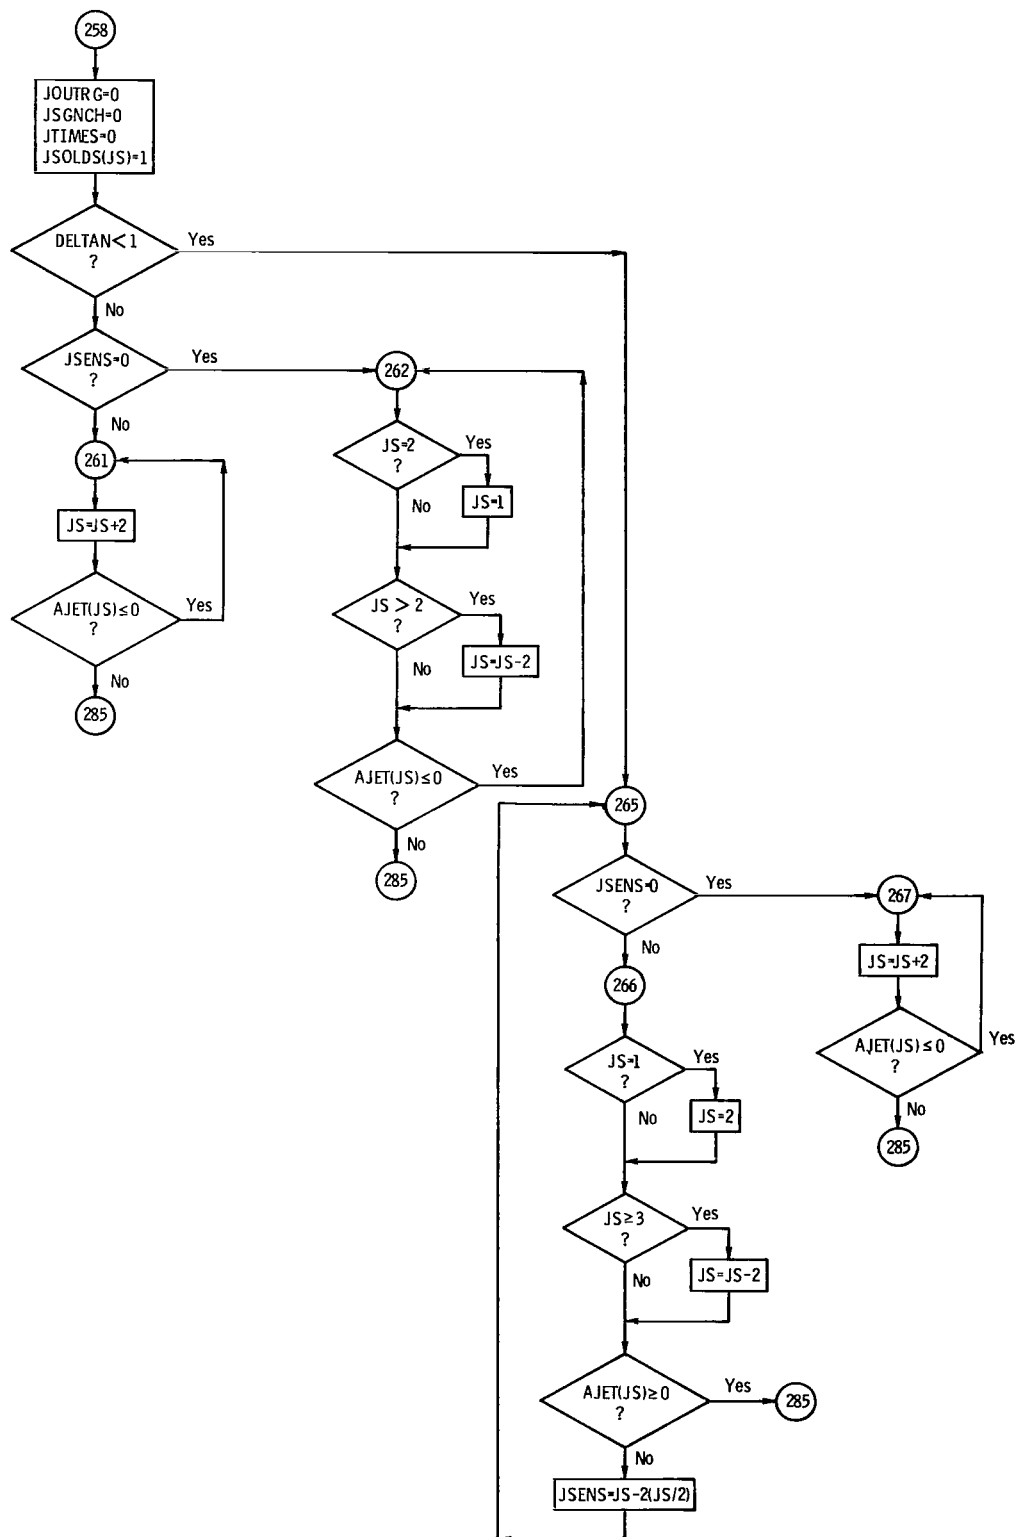 258
JOUTRG=0
JSGNCH=0
JTIMES=0
JSOLDS(JS)=1
DELTAN<1
?
Yes
No
JSENS=0
?
Yes
No
261
JS=JS+2
AJET(JS)≤0
?
Yes
No
285
262
JS=2
?
Yes
JS=1
No
JS > 2
?
Yes
JS=JS-2
No
AJET(JS)≤0
?
Yes
No
285
265
JSENS=0
?
Yes
No
267
JS=JS+2
AJET(JS)≤0
?
Yes
No
285
266
JS=1
?
Yes
JS=2
No
JS≥3
?
Yes
JS=JS-2
No
AJET(JS)≥0
?
Yes
285
No
JSENS=JS-2(JS/2)